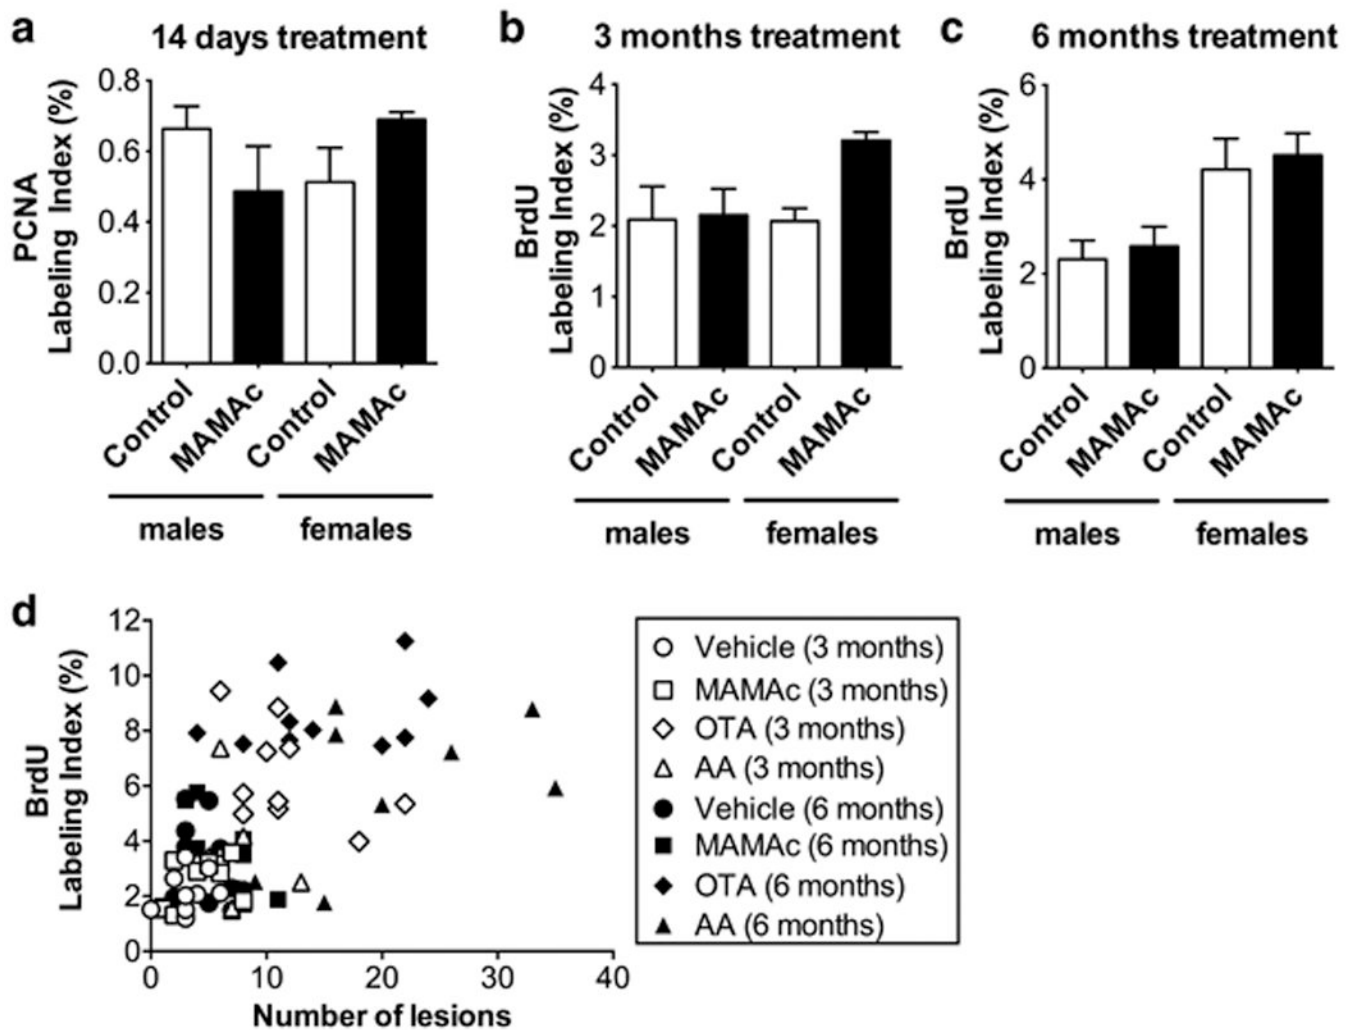 a
14 days treatment
PCNA
Labeling Index (%)
0.8
0.6
0.4
0.2
0.0
Control
MAMAc
Control
MAMAc
males
females
b
3 months treatment
BrdU
Labeling Index (%)
4
3
2
1
0
Control
MAMAc
Control
MAMAc
males
females
c
6 months treatment
BrdU
Labeling Index (%)
6
4
2
0
Control
MAMAc
Control
MAMAc
males
females
d
BrdU
Labeling Index (%)
12
10
8
6
4
2
0
0 10 20 30 40
Number of lesions
Vehicle (3 months)
MAMAc (3 months)
OTA (3 months)
AA (3 months)
Vehicle (6 months)
MAMAc (6 months)
OTA (6 months)
AA (6 months)